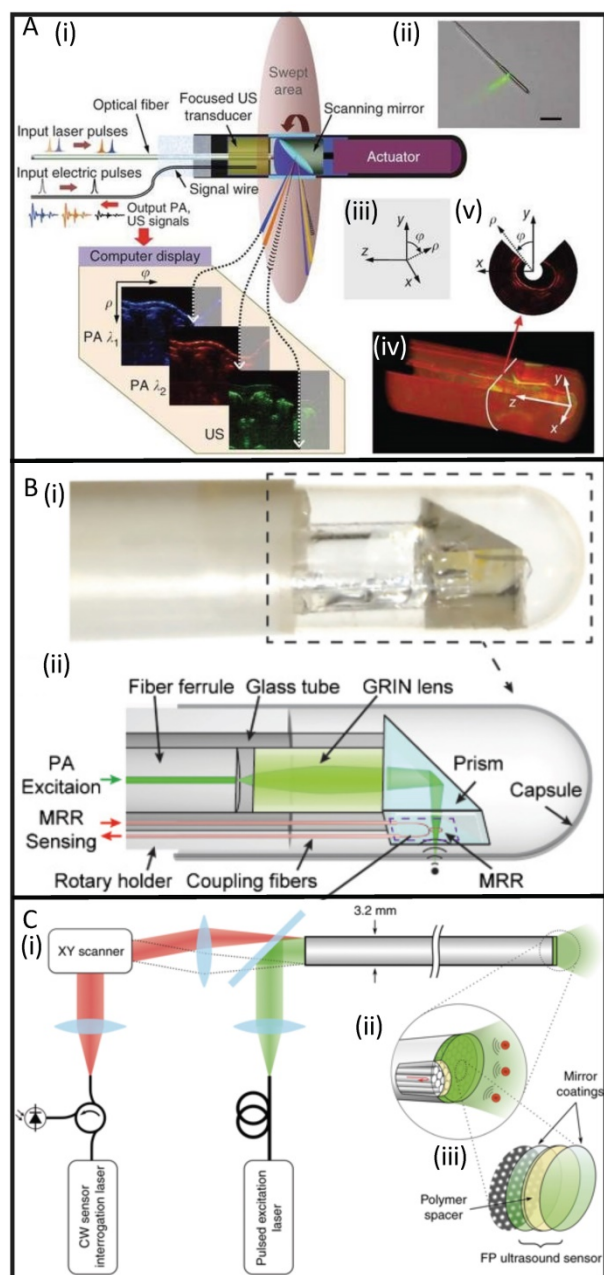 A
(i)
Swept
area
Focused US
transducer
Optical fiber
Scanning mirror
Input laser pulses
Actuator
Input electric pulses
Signal wire
Output PA,
US signals
Computer display
φ
ρ
PA λ1
PA λ2
US
(ii)
(iii)
y
φ
ρ
z
x
(v)
ρ
y
φ
x
(iv)
y
z
x
B
(i)
(ii)
Fiber ferrule
Glass tube
GRIN lens
PA
Excitaion
Prism
Capsule
MRR
Sensing
Rotary holder
Coupling fibers
MRR
C
(i)
3.2 mm
XY scanner
(ii)
Mirror
coatings
(iii)
Polymer
spacer
FP ultrasound sensor
CW sensor
interrogation laser
Pulsed excitation
laser